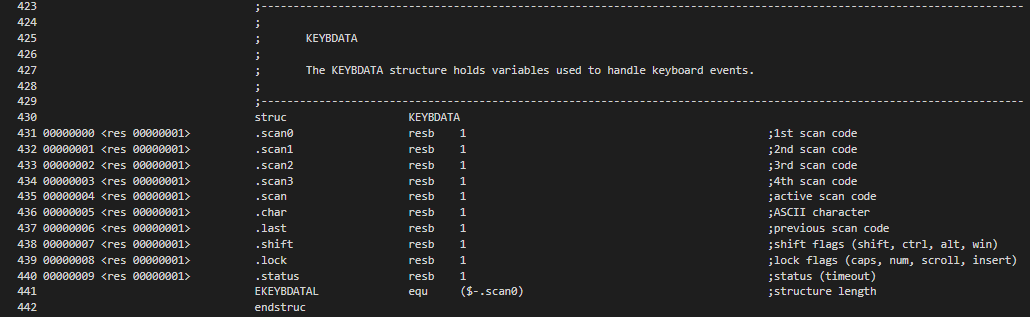 423 ;-----------------------------------------------------------------------------------------------------------------------
424 ;
425 ; KEYBDATA
426 ;
427 ; The KEYBDATA structure holds variables used to handle keyboard events.
428 ;
429 ;-----------------------------------------------------------------------------------------------------------------------
430 struc KEYBDATA
431 00000000 <res 00000001> .scan0 resb 1 ;1st scan code
432 00000001 <res 00000001> .scan1 resb 1 ;2nd scan code
433 00000002 <res 00000001> .scan2 resb 1 ;3rd scan code
434 00000003 <res 00000001> .scan3 resb 1 ;4th scan code
435 00000004 <res 00000001> .scan resb 1 ;active scan code
436 00000005 <res 00000001> .char resb 1 ;ASCII character
437 00000006 <res 00000001> .last resb 1 ;previous scan code
438 00000007 <res 00000001> .shift resb 1 ;shift flags (shift, ctrl, alt, win)
439 00000008 <res 00000001> .lock resb 1 ;lock flags (caps, num, scroll, insert)
440 00000009 <res 00000001> .status resb 1 ;status (timeout)
441 EKEYBDATAL equ ($-.scan0) ;structure length
442 endstruc